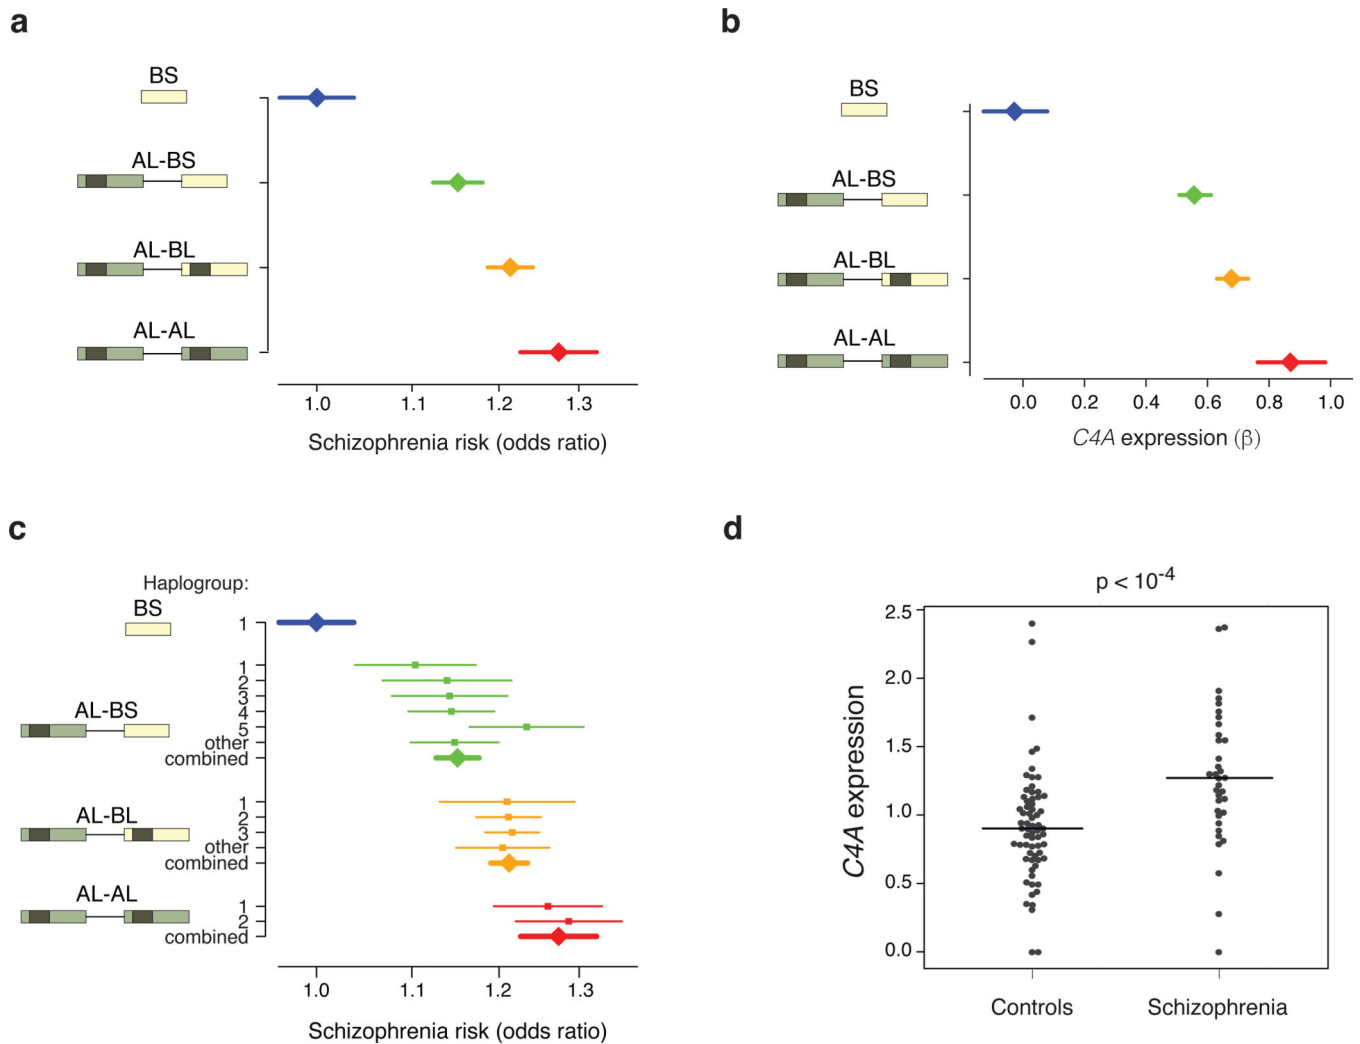 a
BS
AL-BS
AL-BL
AL-AL
1.0 1.1 1.2 1.3
Schizophrenia risk (odds ratio)
b
BS
AL-BS
AL-BL
AL-AL
0.0 0.2 0.4 0.6 0.8 1.0
C4A expression (β)
c
Haplogroup:
BS
1
AL-BS
1
2
3
4
5
other
combined
AL-BL
1
2
3
other
combined
AL-AL
1
2
combined
1.0 1.1 1.2 1.3
Schizophrenia risk (odds ratio)
d
p < 10-4
2.5
2.0
1.5
1.0
0.5
0.0
C4A expression
Controls Schizophrenia